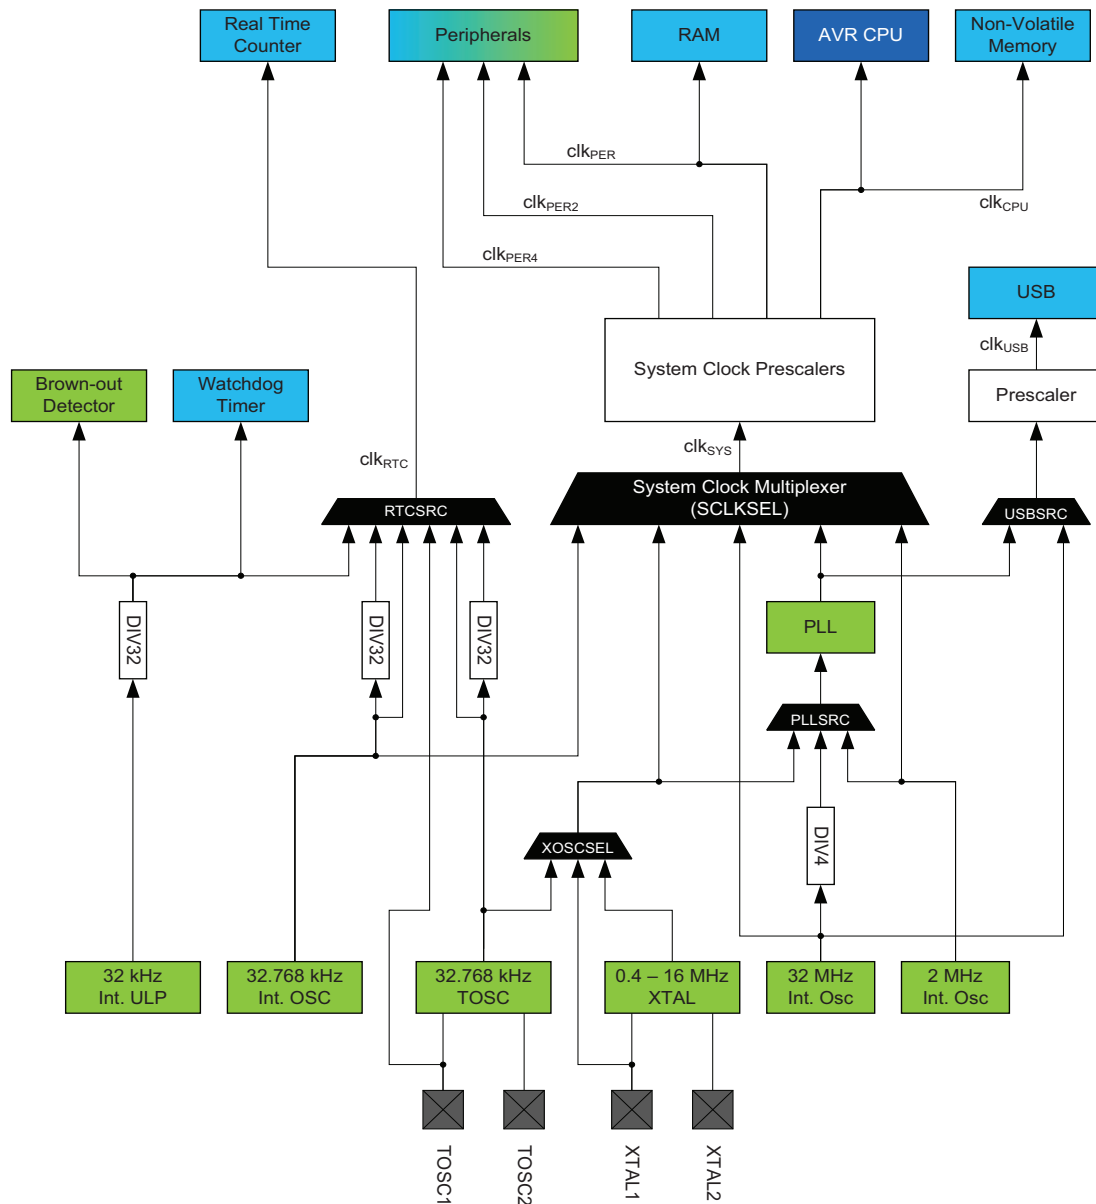 Real Time
Counter
Peripherals
RAM
AVR CPU
Non-Volatile
Memory
clkPER
clkPER2
clkCPU
clkPER4
USB
System Clock Prescalers
clkUSB
Brown-out
Detector
Watchdog
Timer
Prescaler
clkRTC
clkSYS
RTCSRC
System Clock Multiplexer
(SCLKSEL)
USBSRC
DIV32
DIV32
DIV32
PLL
PLLSRC
XOSCSEL
DIV4
32 kHz
Int. ULP
32.768 kHz
Int. OSC
32.768 kHz
TOSC
0.4 – 16 MHz
XTAL
32 MHz
Int. Osc
2 MHz
Int. Osc
TOSC1
TOSC2
XTAL1
XTAL2